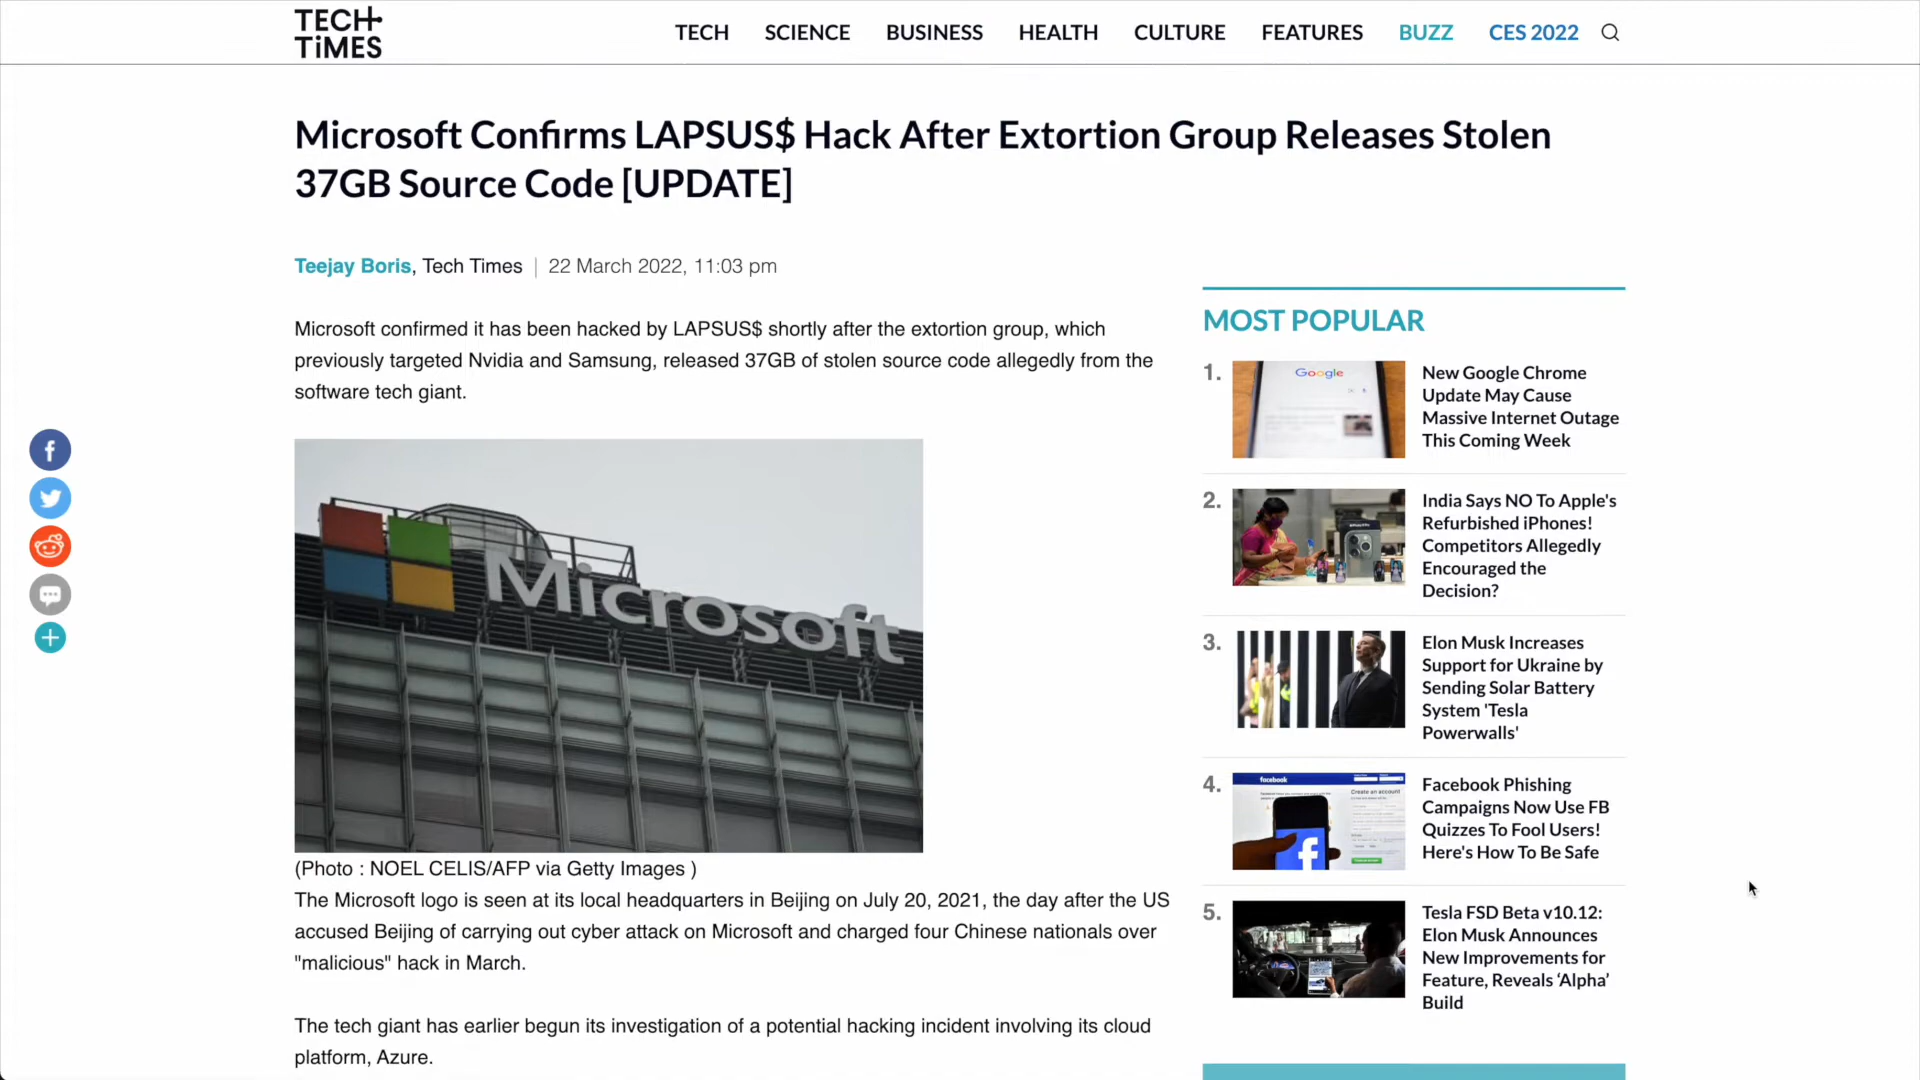 TECH TiMES
TECH SCIENCE BUSINESS HEALTH CULTURE FEATURES BUZZ CES 2022
Microsoft Confirms LAPSUS$ Hack After Extortion Group Releases Stolen
37GB Source Code [UPDATE]
Teejay Boris, Tech Times | 22 March 2022, 11:03 pm
Microsoft confirmed it has been hacked by LAPSUS$ shortly after the extortion group, which
previously targeted Nvidia and Samsung, released 37GB of stolen source code allegedly from the
software tech giant.
Microsoft
(Photo : NOEL CELIS/AFP via Getty Images )
The Microsoft logo is seen at its local headquarters in Beijing on July 20, 2021, the day after the US
accused Beijing of carrying out cyber attack on Microsoft and charged four Chinese nationals over
"malicious" hack in March.
The tech giant has earlier begun its investigation of a potential hacking incident involving its cloud
platform, Azure.
MOST POPULAR
1.
Google
New Google Chrome
Update May Cause
Massive Internet Outage
This Coming Week
2.
India Says NO To Apple's
Refurbished iPhones!
Competitors Allegedly
Encouraged the
Decision?
3.
Elon Musk Increases
Support for Ukraine by
Sending Solar Battery
System 'Tesla
Powerwalls'
4.
facebook
Create an account
Facebook Phishing
Campaigns Now Use FB
Quizzes To Fool Users!
Here's How To Be Safe
5.
Tesla FSD Beta v10.12:
Elon Musk Announces
New Improvements for
Feature, Reveals ‘Alpha’
Build